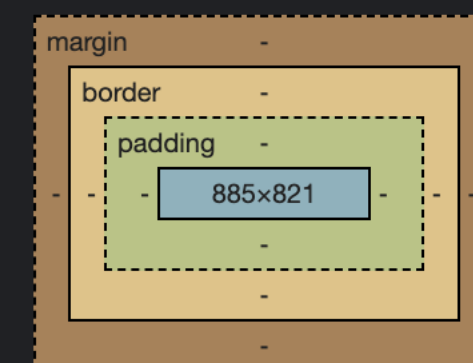 margin -
border -
padding -
- - - 885×821 - - -
-
-
-